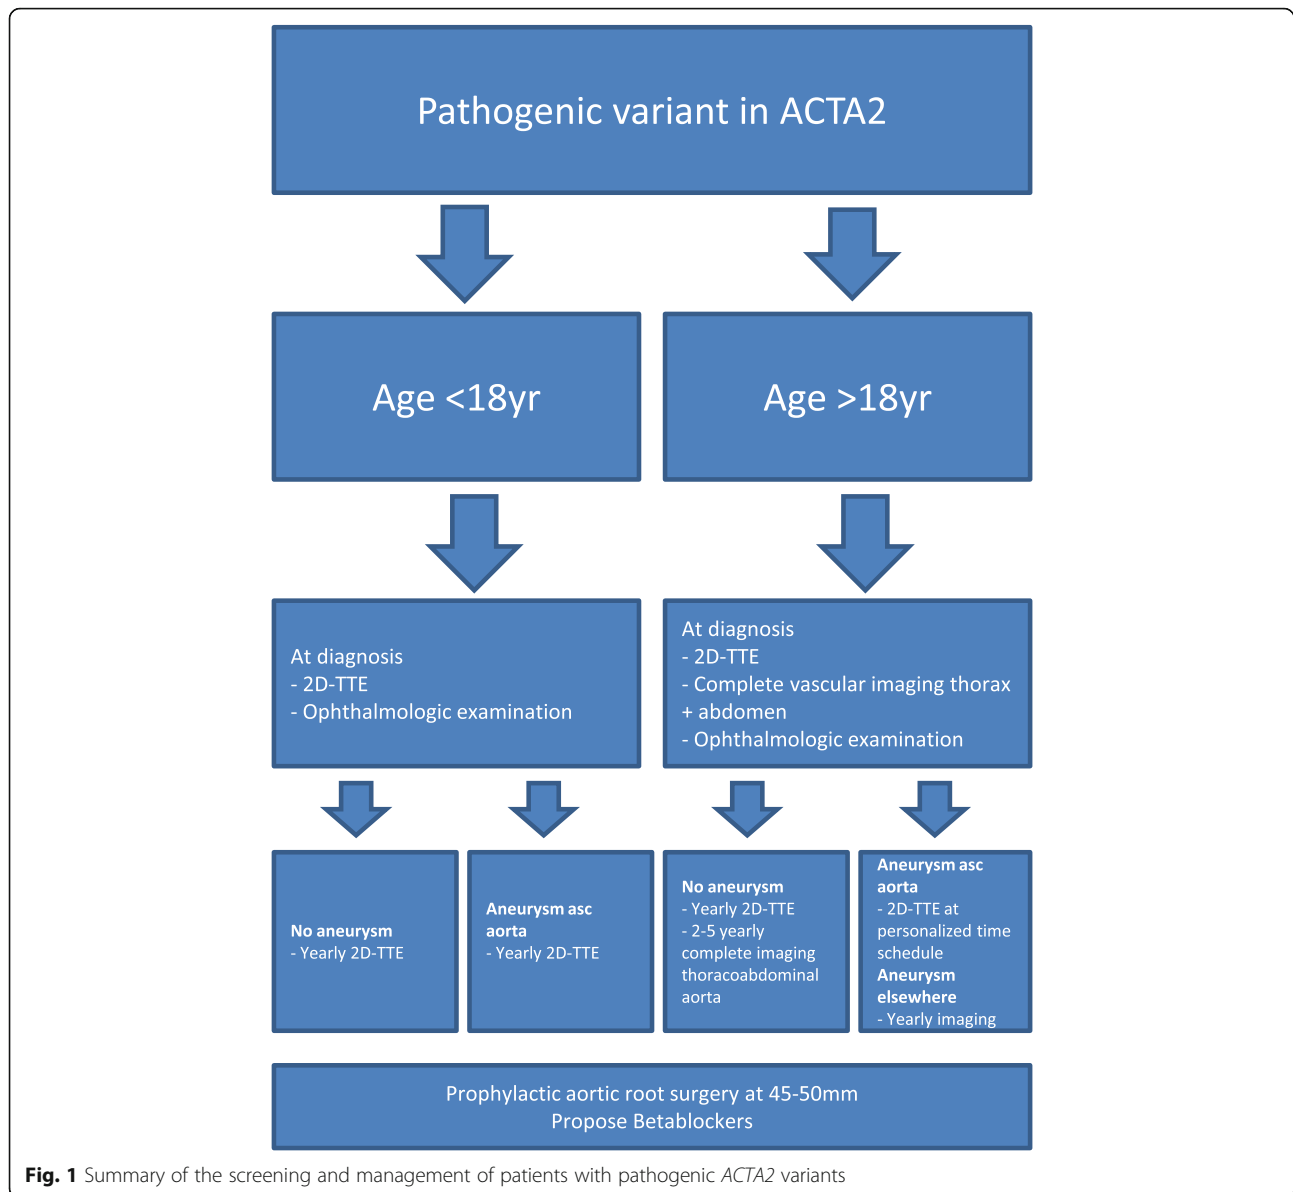 Pathogenic variant in ACTA2
Age <18yr
Age >18yr
At diagnosis
- 2D-TTE
- Ophthalmologic examination
At diagnosis
- 2D-TTE
- Complete vascular imaging thorax
+ abdomen
- Ophthalmologic examination
No aneurysm
- Yearly 2D-TTE
Aneurysm asc
aorta
- Yearly 2D-TTE
No aneurysm
- Yearly 2D-TTE
- 2-5 yearly
complete imaging
thoracoabdominal
aorta
Aneurysm asc
aorta
- 2D-TTE at
personalized time
schedule
Aneurysm
elsewhere
- Yearly imaging
Prophylactic aortic root surgery at 45-50mm
Propose Betablockers
Fig. 1 Summary of the screening and management of patients with pathogenic ACTA2 variants